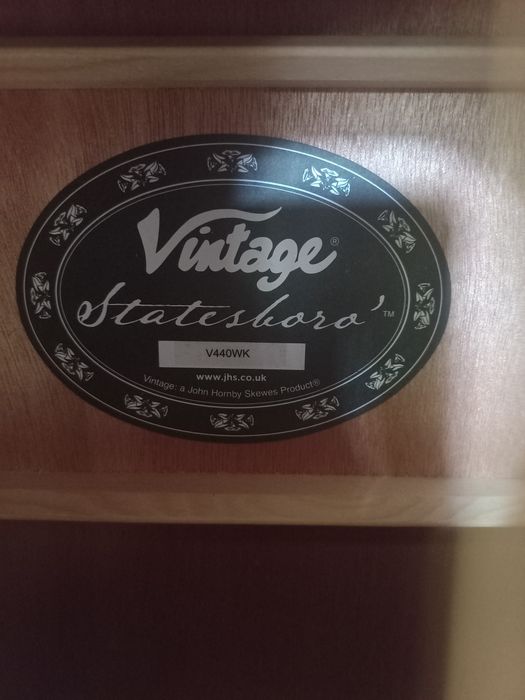 Vintage®
Statesboro'™
V440WK
www.jhs.co.uk
Vintage: a John Hornby Skewes Product®